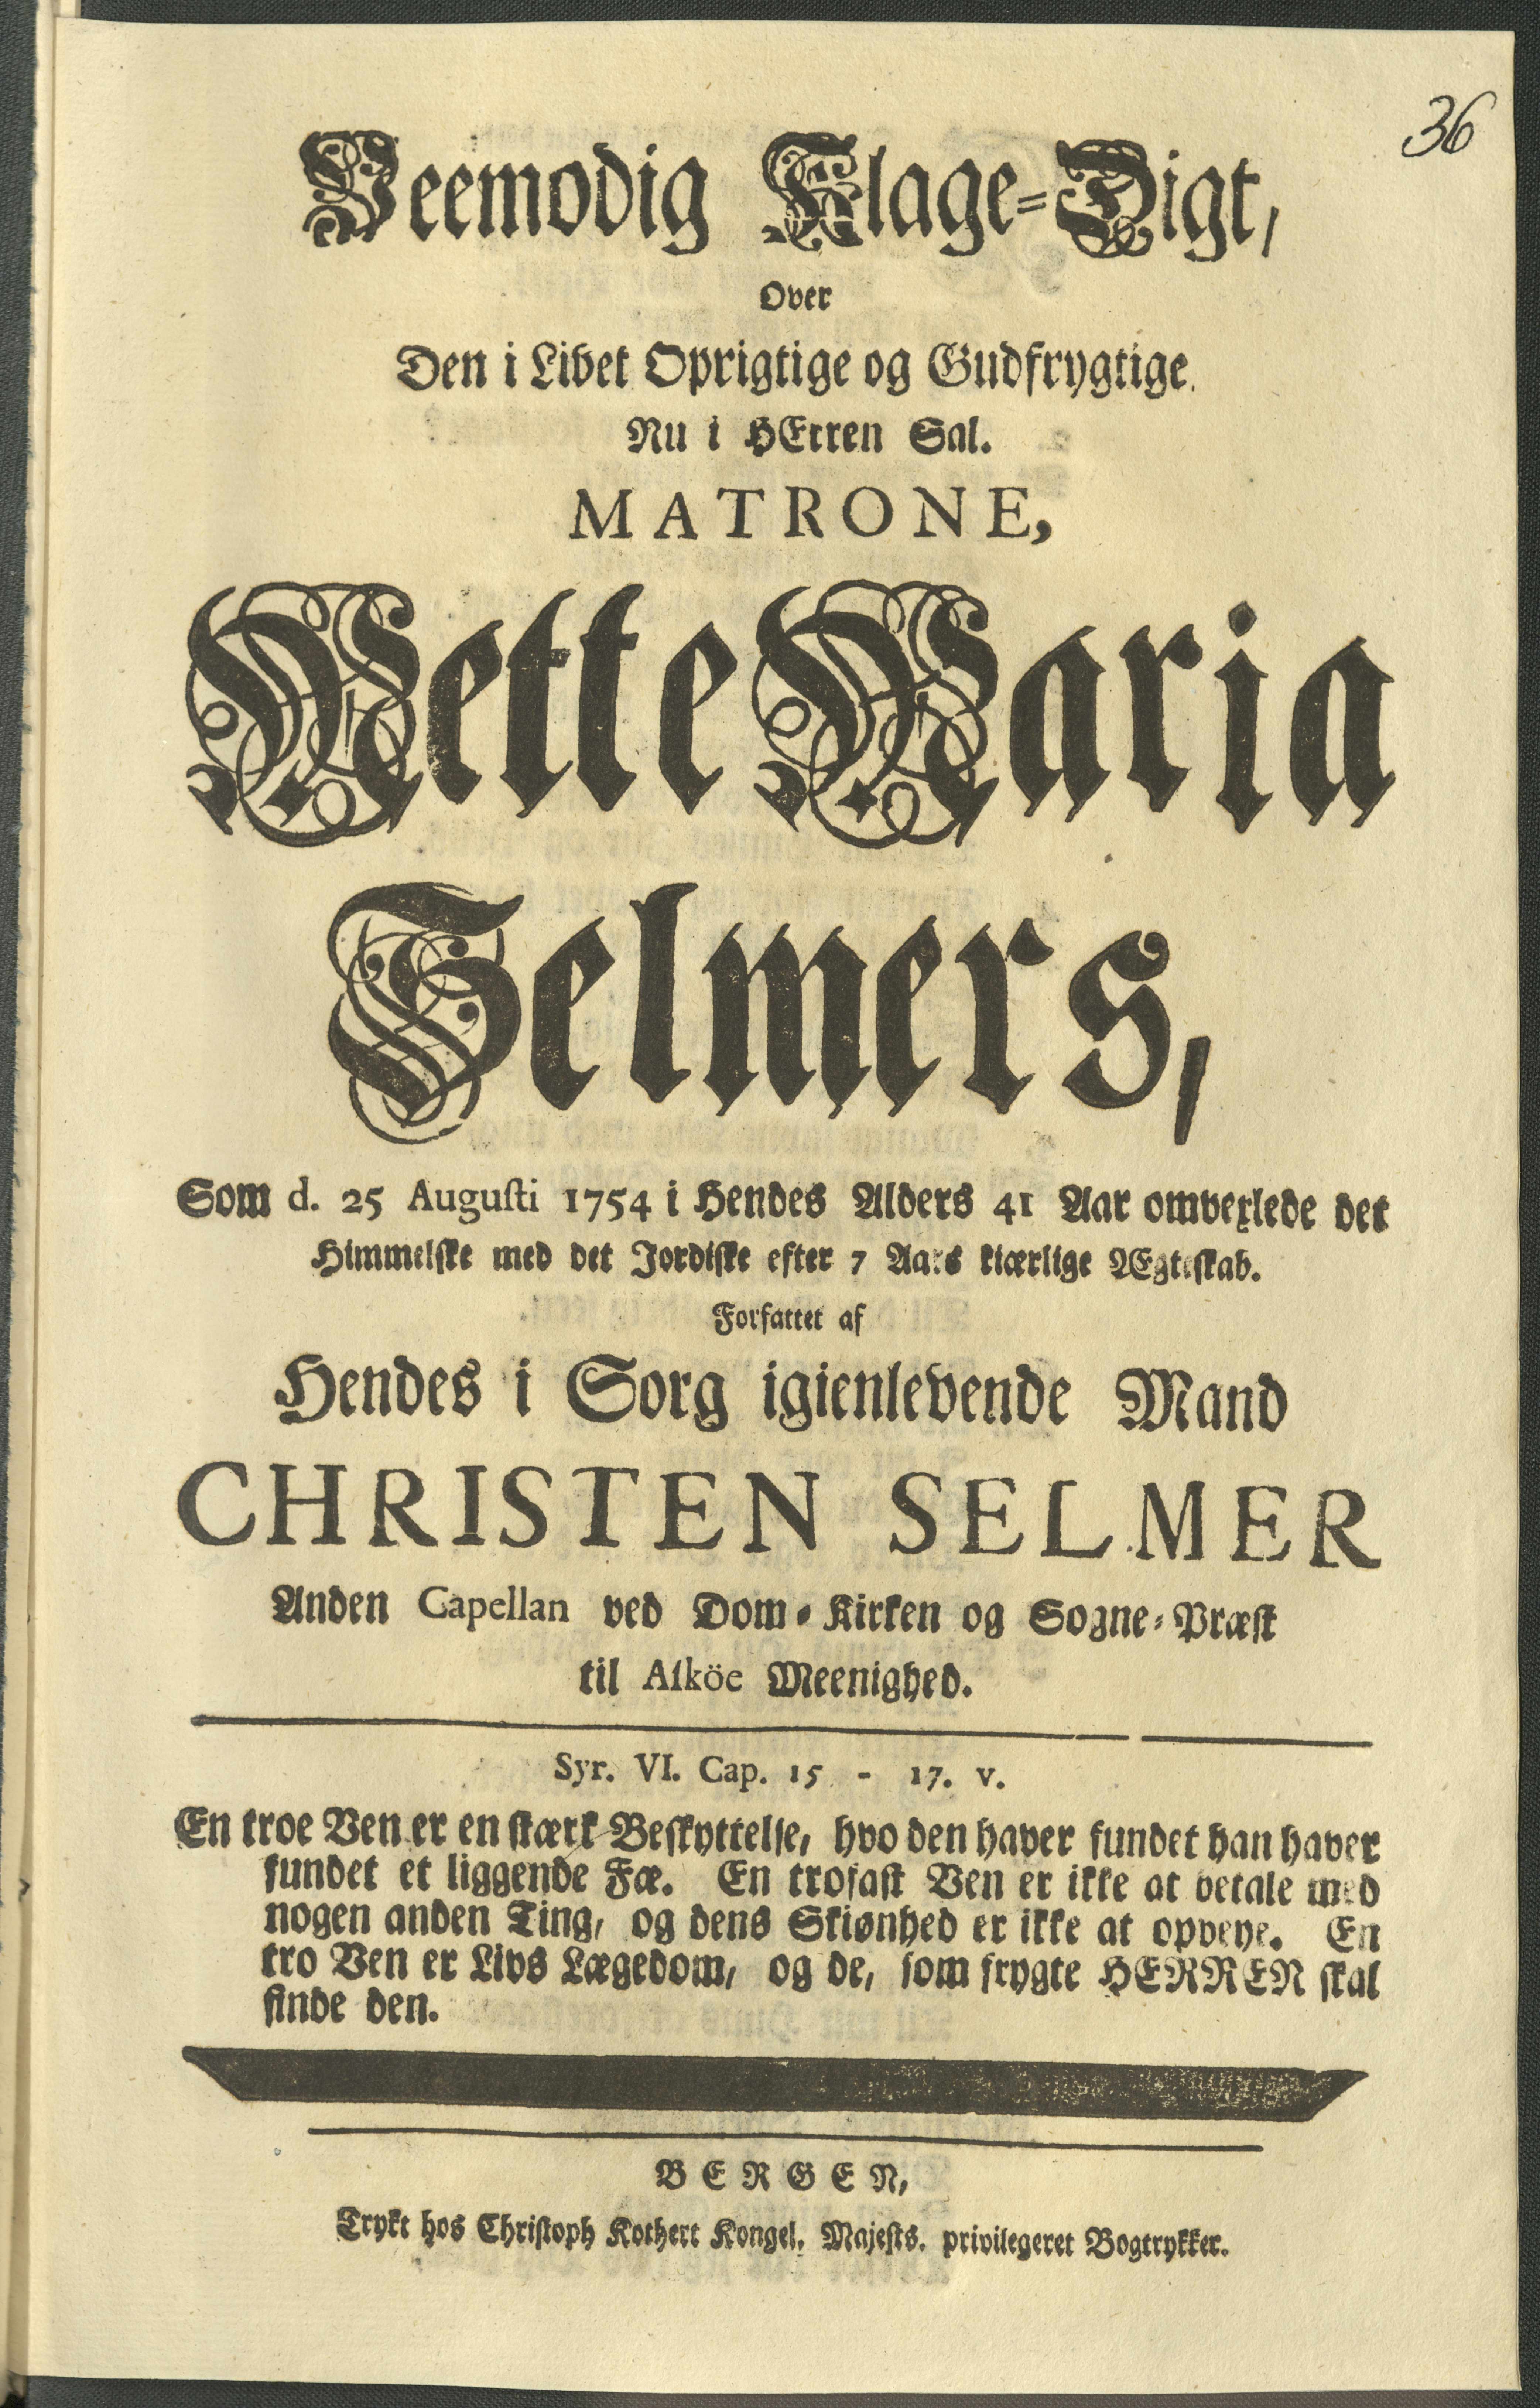 36
Veemodig Klage-Digt,
Over
Den i Livet Oprigtige og Gudfrygtige
Nu i HErren Sal.
MATRONE,
Mette Maria
Selmers,
Som d. 25 Augusti 1754 i Hendes Alders 41 Aar omvexlede det
Himmelske med det Jordiske efter 7 Aars kiærlige Ægteskab.
Forfattet af
Hendes i Sorg igienlevende Mand
CHRISTEN SELMER
Anden Capellan ved Dom-Kirken og Sogne-Præst
til Asköe Meenighed.
Syr. VI. Cap. 15 - 17. v.
En troe Ven er en stærk Beskyttelse, hvo den haver fundet han haver
fundet et liggende Fæ. En trofast Ven er ikke at betale med
nogen anden Ting, og dens Skiønhed er ikke at opveye. En
tro Ven er Livs Lægedom, og de, som frygte HERREN skal
finde den.
BERGEN,
Trykt hos Christoph Kothert Kongel. Majests. privilegeret Bogtrykker.